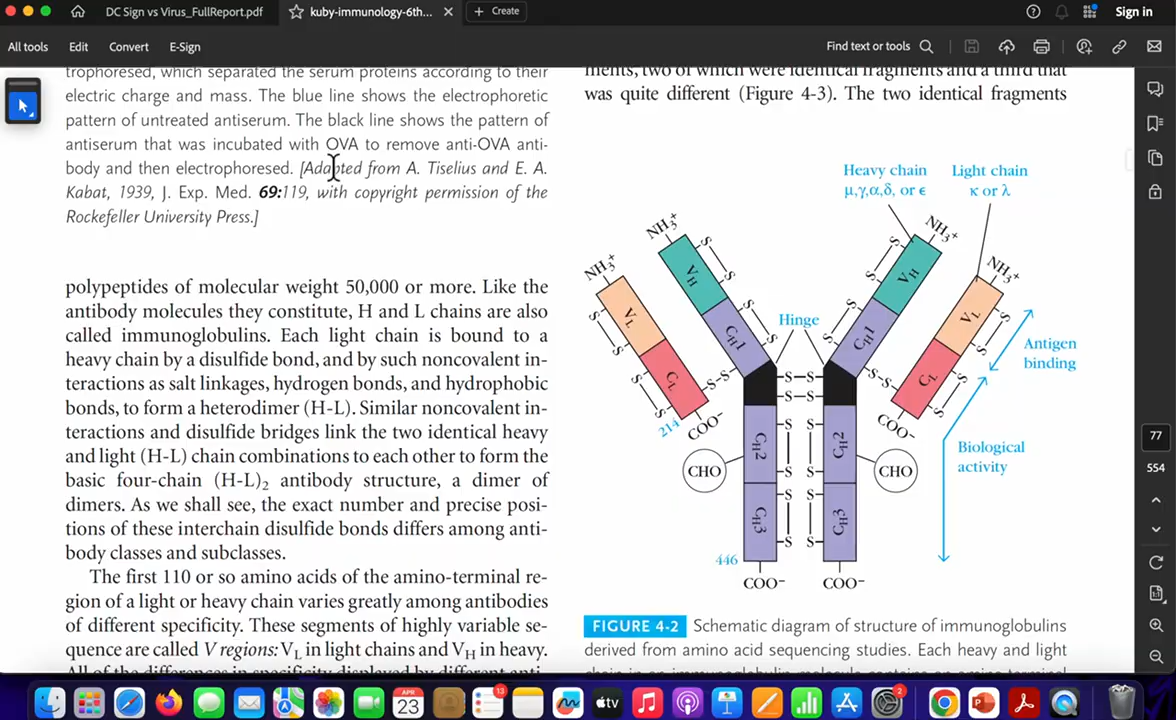 DC Sign vs Virus_FullReport.pdf
kuby-immunology-6th...
Create
Sign in
All tools
Edit
Convert
E-Sign
Find text or tools
trophoresed, which separated the serum proteins according to their
electric charge and mass. The blue line shows the electrophoretic
pattern of untreated antiserum. The black line shows the pattern of
antiserum that was incubated with OVA to remove anti-OVA anti-
body and then electrophoresed. [Adapted from A. Tiselius and E. A.
Kabat, 1939, J. Exp. Med. 69:119, with copyright permission of the
Rockefeller University Press.]
polypeptides of molecular weight 50,000 or more. Like the
antibody molecules they constitute, H and L chains are also
called immunoglobulins. Each light chain is bound to a
heavy chain by a disulfide bond, and by such noncovalent in-
teractions as salt linkages, hydrogen bonds, and hydrophobic
bonds, to form a heterodimer (H-L). Similar noncovalent in-
teractions and disulfide bridges link the two identical heavy
and light (H-L) chain combinations to each other to form the
basic four-chain (H-L)₂ antibody structure, a dimer of
dimers. As we shall see, the exact number and precise posi-
tions of these interchain disulfide bonds differs among anti-
body classes and subclasses.
The first 110 or so amino acids of the amino-terminal re-
gion of a light or heavy chain varies greatly among antibodies
of different specificity. These segments of highly variable se-
quence are called V regions: VL in light chains and VH in heavy.
All of the differences in specificity displayed by different anti-
ments, two of which were identical fragments and a third that
was quite different (Figure 4-3). The two identical fragments
Heavy chain
μ,γ,α,δ, or ε
Light chain
κ or λ
NH₃⁺
NH₃⁺
NH₃⁺
NH₃⁺
VL
VH
VH
VL
CH1
CH1
CL
CL
Hinge
Antigen
binding
214
COO⁻
COO⁻
CH2
CH2
CHO
CHO
Biological
activity
CH3
CH3
446
COO⁻
COO⁻
FIGURE 4-2 Schematic diagram of structure of immunoglobulins
derived from amino acid sequencing studies. Each heavy and light
77
554
APR
23
13
tv
2